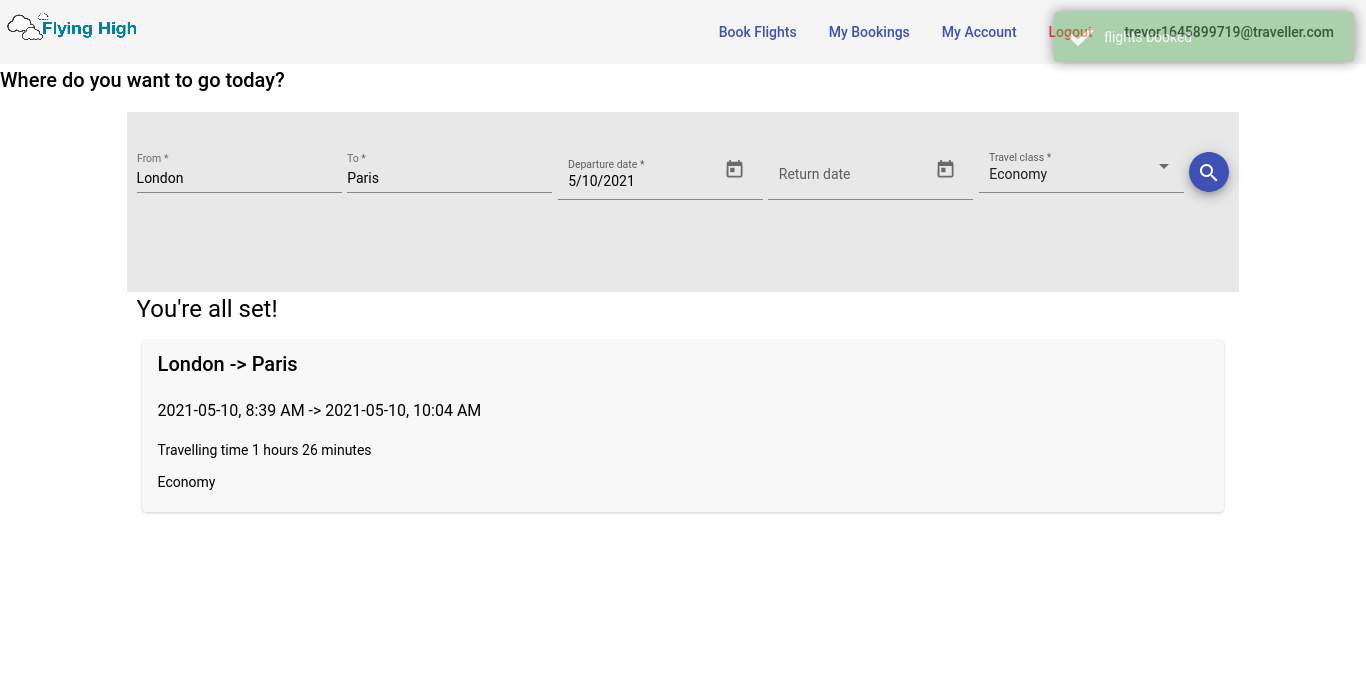 Flying High
Book Flights
My Bookings
My Account
Logout
trevor1645899719@traveller.com
flights booked
Where do you want to go today?
From *
London
To *
Paris
Departure date *
5/10/2021
Return date
Travel class *
Economy
You're all set!
London -> Paris
2021-05-10, 8:39 AM -> 2021-05-10, 10:04 AM
Travelling time 1 hours 26 minutes
Economy